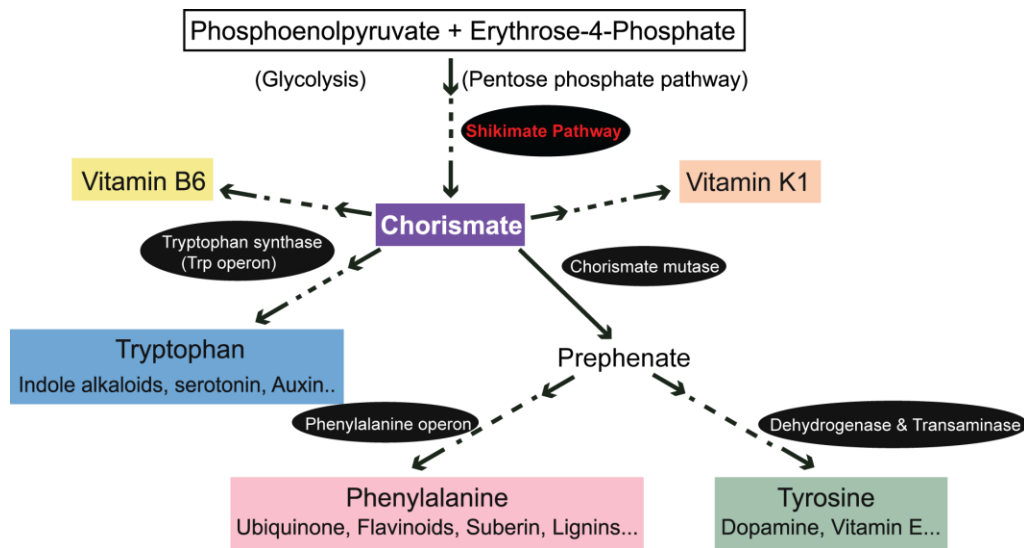 Phosphoenolpyruvate + Erythrose-4-Phosphate
(Glycolysis)
(Pentose phosphate pathway)
Shikimate Pathway
Vitamin B6
Vitamin K1
Chorismate
Tryptophan synthase
(Trp operon)
Chorismate mutase
Tryptophan
Indole alkaloids, serotonin, Auxin..
Prephenate
Phenylalanine operon
Dehydrogenase & Transaminase
Phenylalanine
Ubiquinone, Flavinoids, Suberin, Lignins...
Tyrosine
Dopamine, Vitamin E...